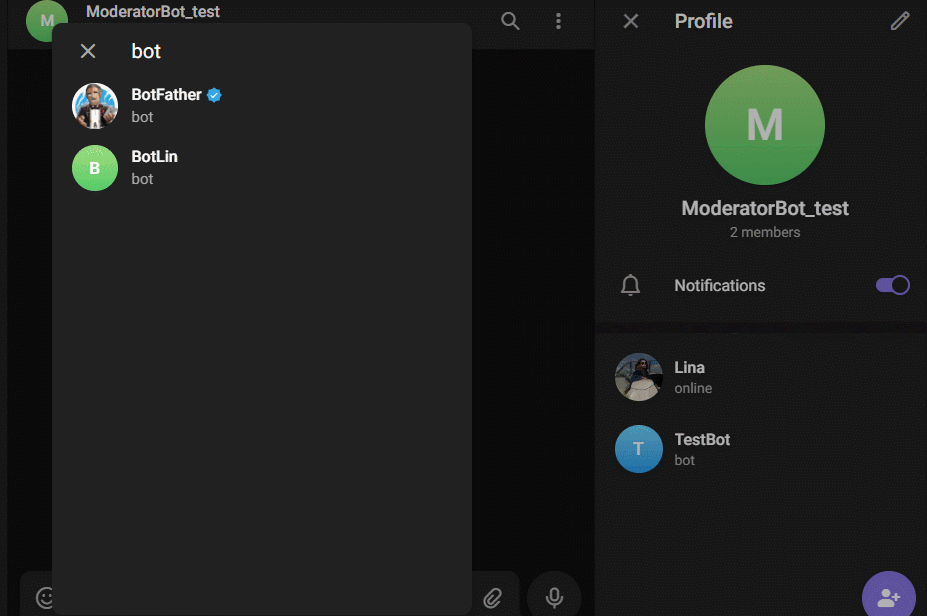 M
ModeratorBot_test
bot
BotFather
bot
B
BotLin
bot
Profile
M
ModeratorBot_test
2 members
Notifications
Lina
online
T
TestBot
bot